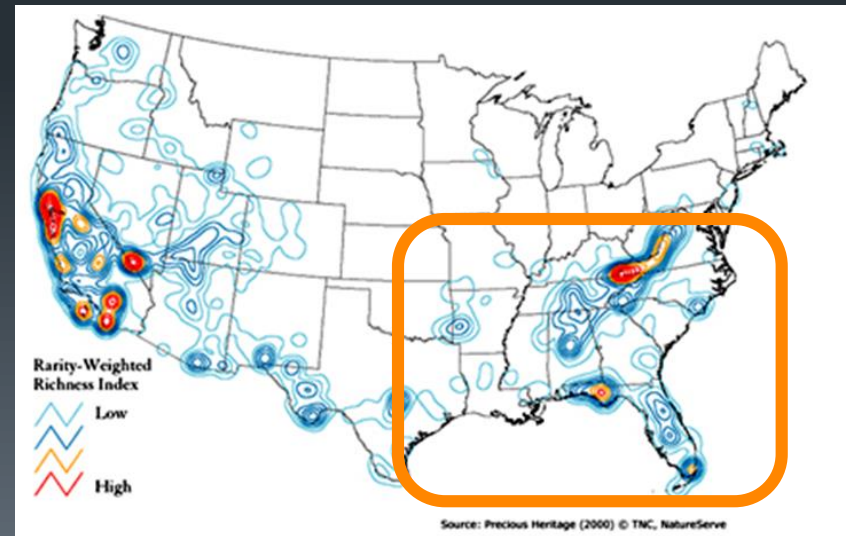 Rarity-Weighted
Richness Index
Low
High
Source: Precious Heritage (2000) © TNC, NatureServe